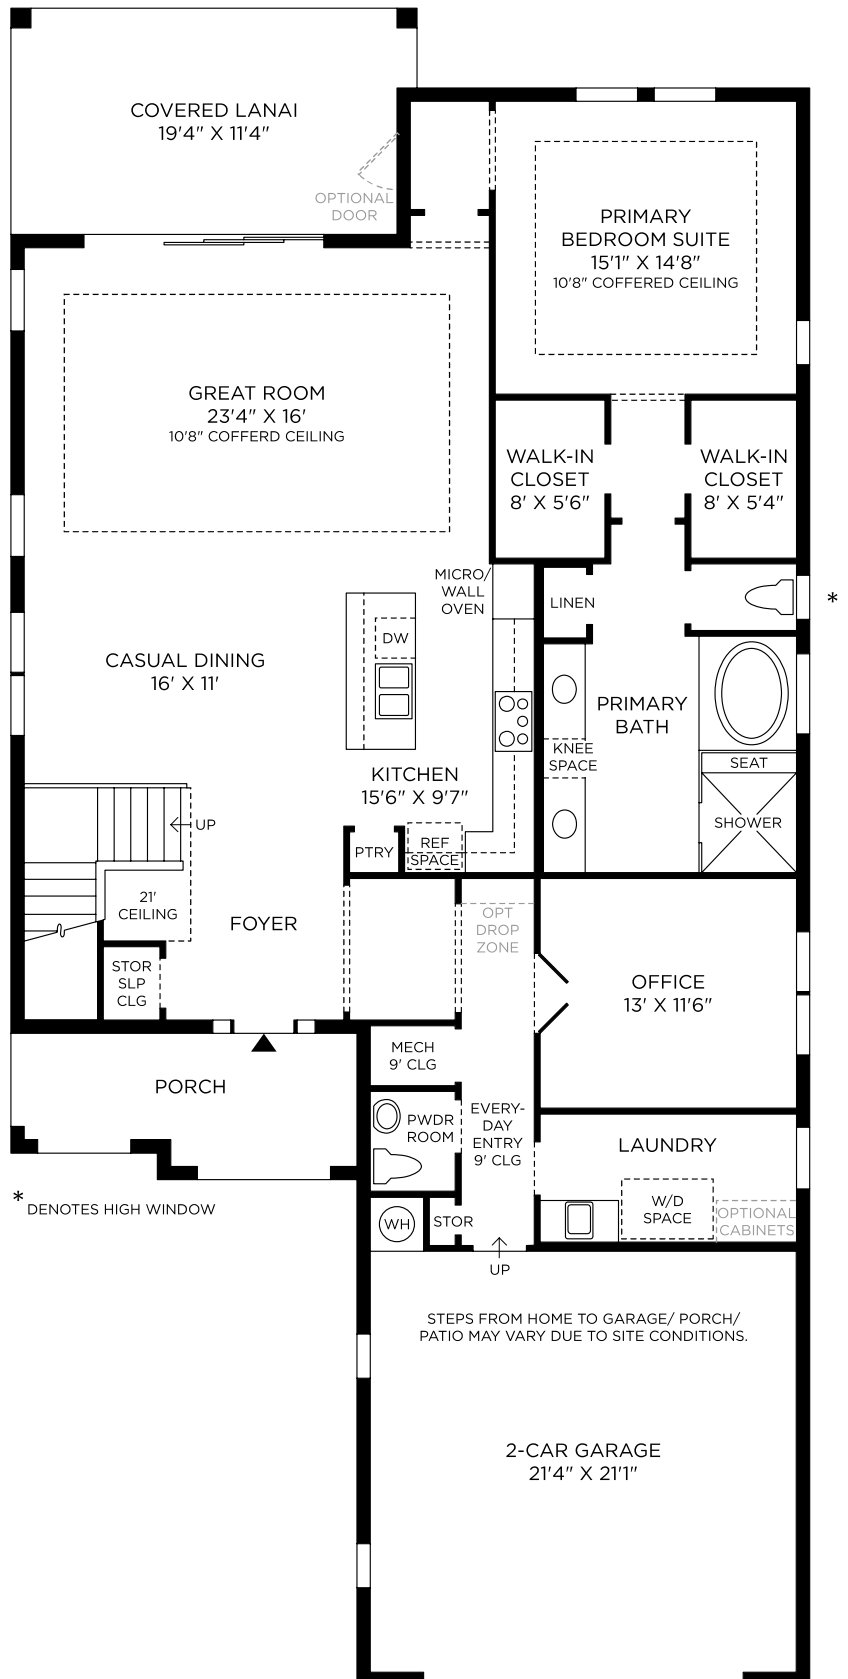 COVERED LANAI
19'4" X 11'4"
OPTIONAL
DOOR
PRIMARY
BEDROOM SUITE
15'1" X 14'8"
10'8" COFFERED CEILING
GREAT ROOM
23'4" X 16'
10'8" COFFERD CEILING
WALK-IN
CLOSET
8' X 5'6"
WALK-IN
CLOSET
8' X 5'4"
MICRO/
WALL
OVEN
LINEN
*
DW
CASUAL DINING
16' X 11'
PRIMARY
BATH
KNEE
SPACE
SEAT
KITCHEN
15'6" X 9'7"
SHOWER
UP
PTRY
REF
SPACE
21'
CEILING
FOYER
OPT
DROP
ZONE
STOR
SLP
CLG
OFFICE
13' X 11'6"
MECH
9' CLG
PORCH
PWDR
ROOM
EVERY-
DAY
ENTRY
9' CLG
LAUNDRY
* DENOTES HIGH WINDOW
W/D
SPACE
OPTIONAL
CABINETS
WH
STOR
UP
STEPS FROM HOME TO GARAGE/ PORCH/
PATIO MAY VARY DUE TO SITE CONDITIONS.
2-CAR GARAGE
21'4" X 21'1"